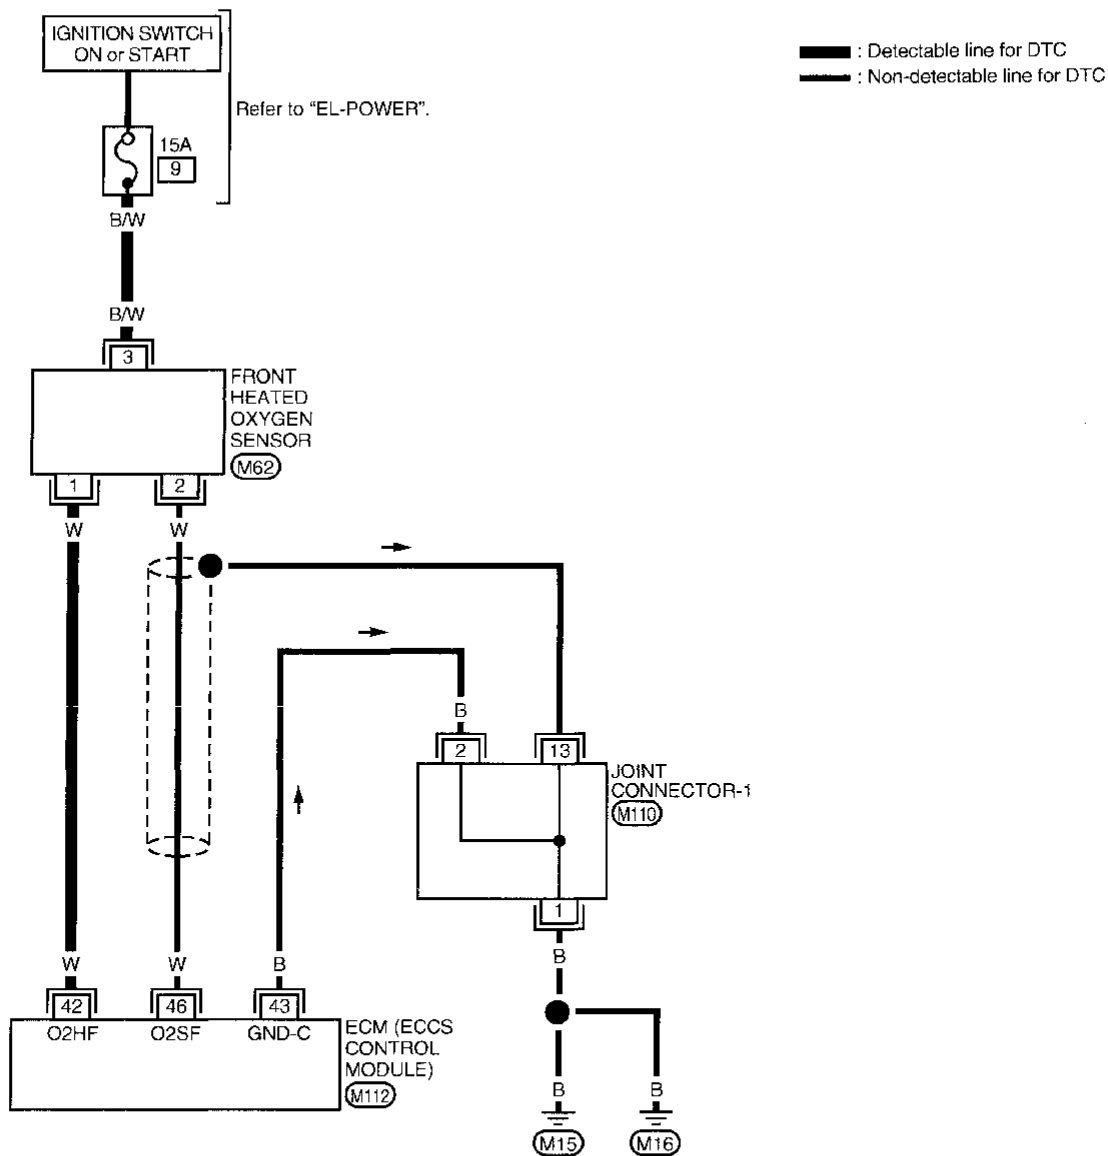 IGNITION SWITCH
ON or START
: Detectable line for DTC
: Non-detectable line for DTC
Refer to "EL-POWER".
15A
9
B/W
B/W
3
FRONT
HEATED
OXYGEN
SENSOR
M62
1
2
W
W
B
2
13
JOINT
CONNECTOR-1
M110
1
B
W
W
B
42
46
43
O2HF
O2SF
GND-C
ECM (ECCS
CONTROL
MODULE)
M112
B
B
M15
M16